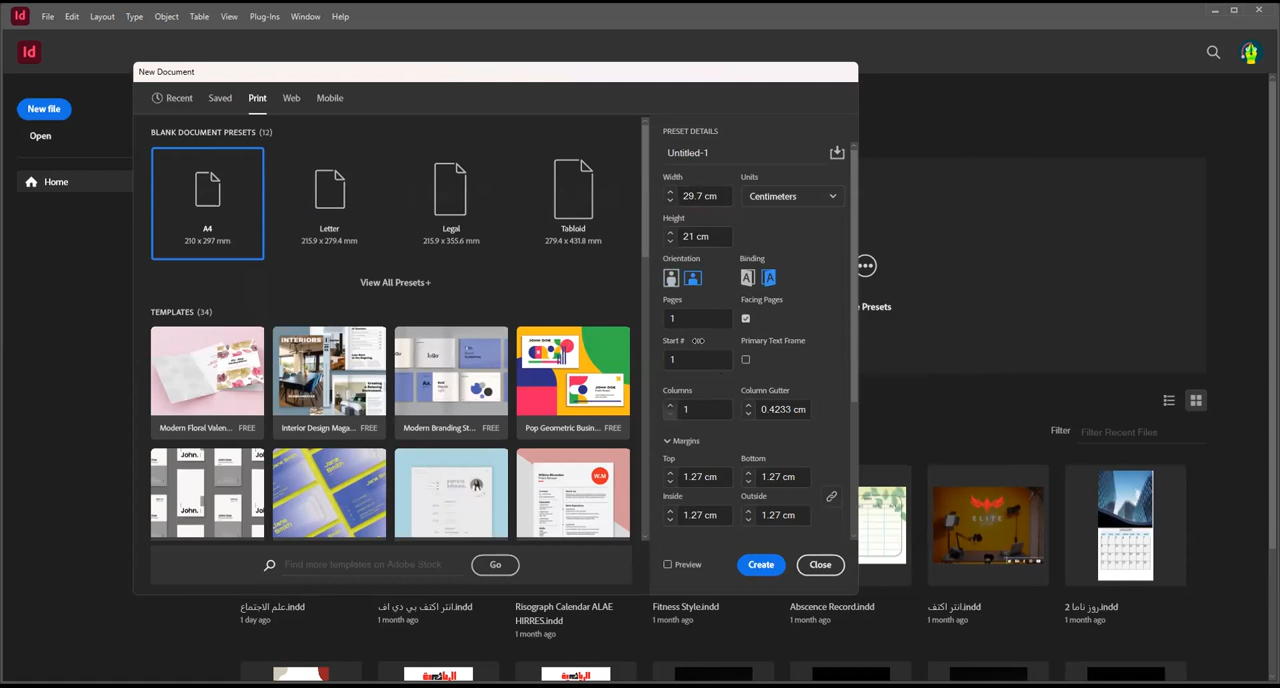 Id File Edit Layout Type Object Table View Plug-Ins Window Help
Id
New file
Open
Home
New Document
Recent Saved Print Web Mobile
BLANK DOCUMENT PRESETS (12)
A4
210 x 297 mm
Letter
215.9 x 279.4 mm
Legal
215.9 x 355.6 mm
Tabloid
279.4 x 431.8 mm
View All Presets+
TEMPLATES (34)
INTERIORS
JOHN DOE
Modern Floral Valen... FREE
Interior Design Maga... FREE
Modern Branding St... FREE
Pop Geometric Busin... FREE
John.
W.M
Find more templates on Adobe Stock
Go
PRESET DETAILS
Untitled-1
Width Units
29.7 cm Centimeters
Height
21 cm
Orientation Binding
Pages Facing Pages
1
Start # Primary Text Frame
1
Columns Column Gutter
1 0.4233 cm
Margins
Top Bottom
1.27 cm 1.27 cm
Inside Outside
1.27 cm 1.27 cm
Preview Create Close
e Presets
Filter Filter Recent Files
ELITE
علم الاجتماع.indd
1 day ago
انتر اكتف بي دي اف.indd
1 month ago
Risograph Calendar ALAE
HIRRES.indd
1 month ago
Fitness Style.indd
1 month ago
Abscence Record.indd
1 month ago
انتر اكتف.indd
1 month ago
روز ناما 2.indd
1 month ago